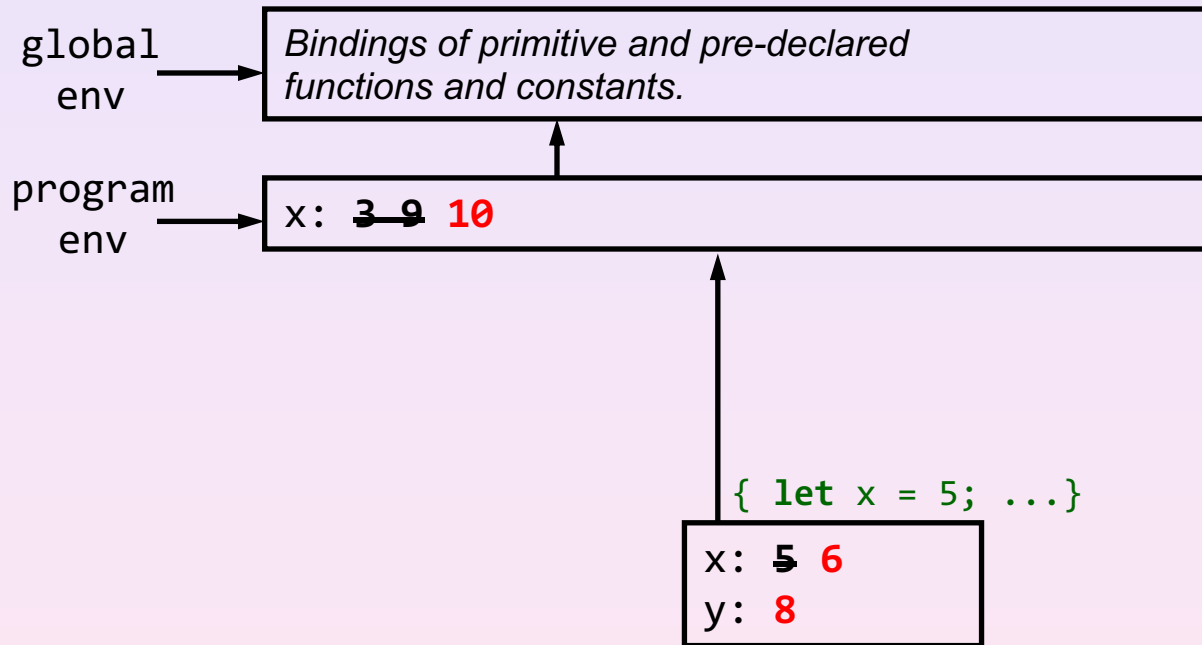 global
env
Bindings of primitive and pre-declared
functions and constants.
program
env
x: 3 9 10
{ let x = 5; ...}
x: 5 6
y: 8